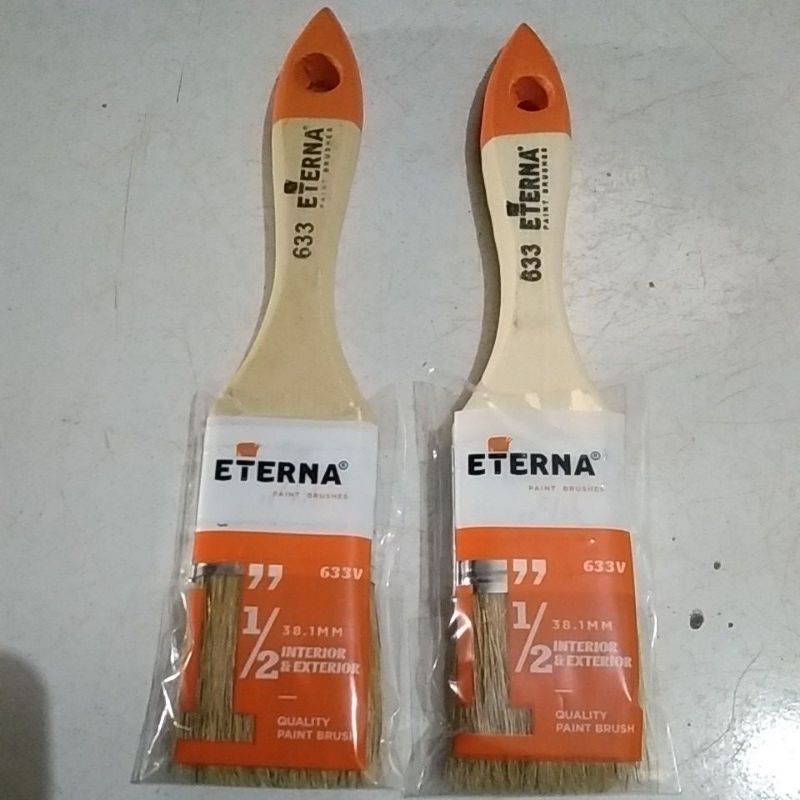 633 ETERNA®
PAINT BRUSHES
ETERNA®
PAINT BRUSHES
633V
1" 1/2
38.1MM
INTERIOR
& EXTERIOR
QUALITY
PAINT BRUSH
633 ETERNA®
PAINT BRUSHES
ETERNA®
PAINT BRUSHES
633V
1" 1/2
38.1MM
INTERIOR
& EXTERIOR
QUALITY
PAINT BRUSH